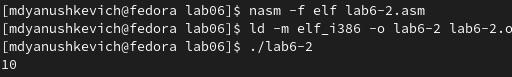 [mdyanushkevich@fedora lab06]$ nasm -f elf lab6-2.asm
[mdyanushkevich@fedora lab06]$ ld -m elf_i386 -o lab6-2 lab6-2.o
[mdyanushkevich@fedora lab06]$ ./lab6-2
10